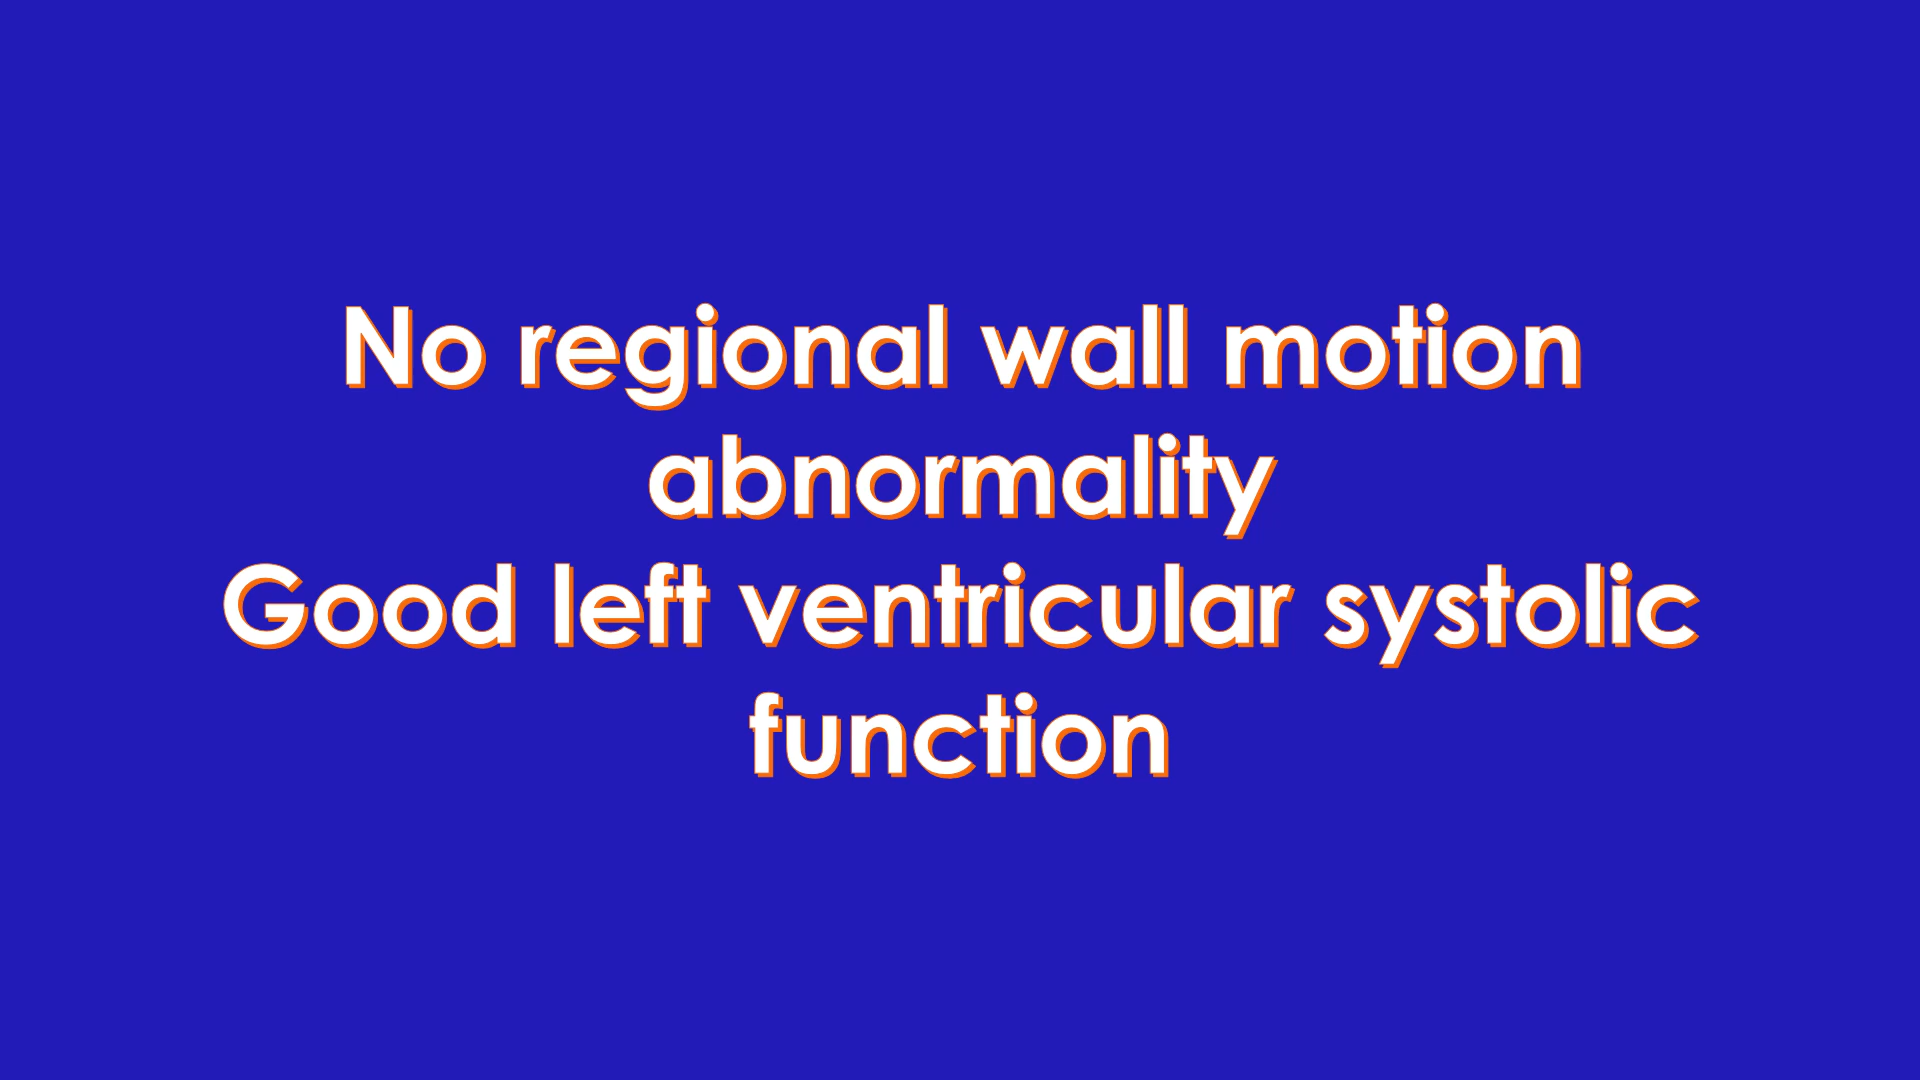 No regional wall motion
abnormality
Good left ventricular systolic
function